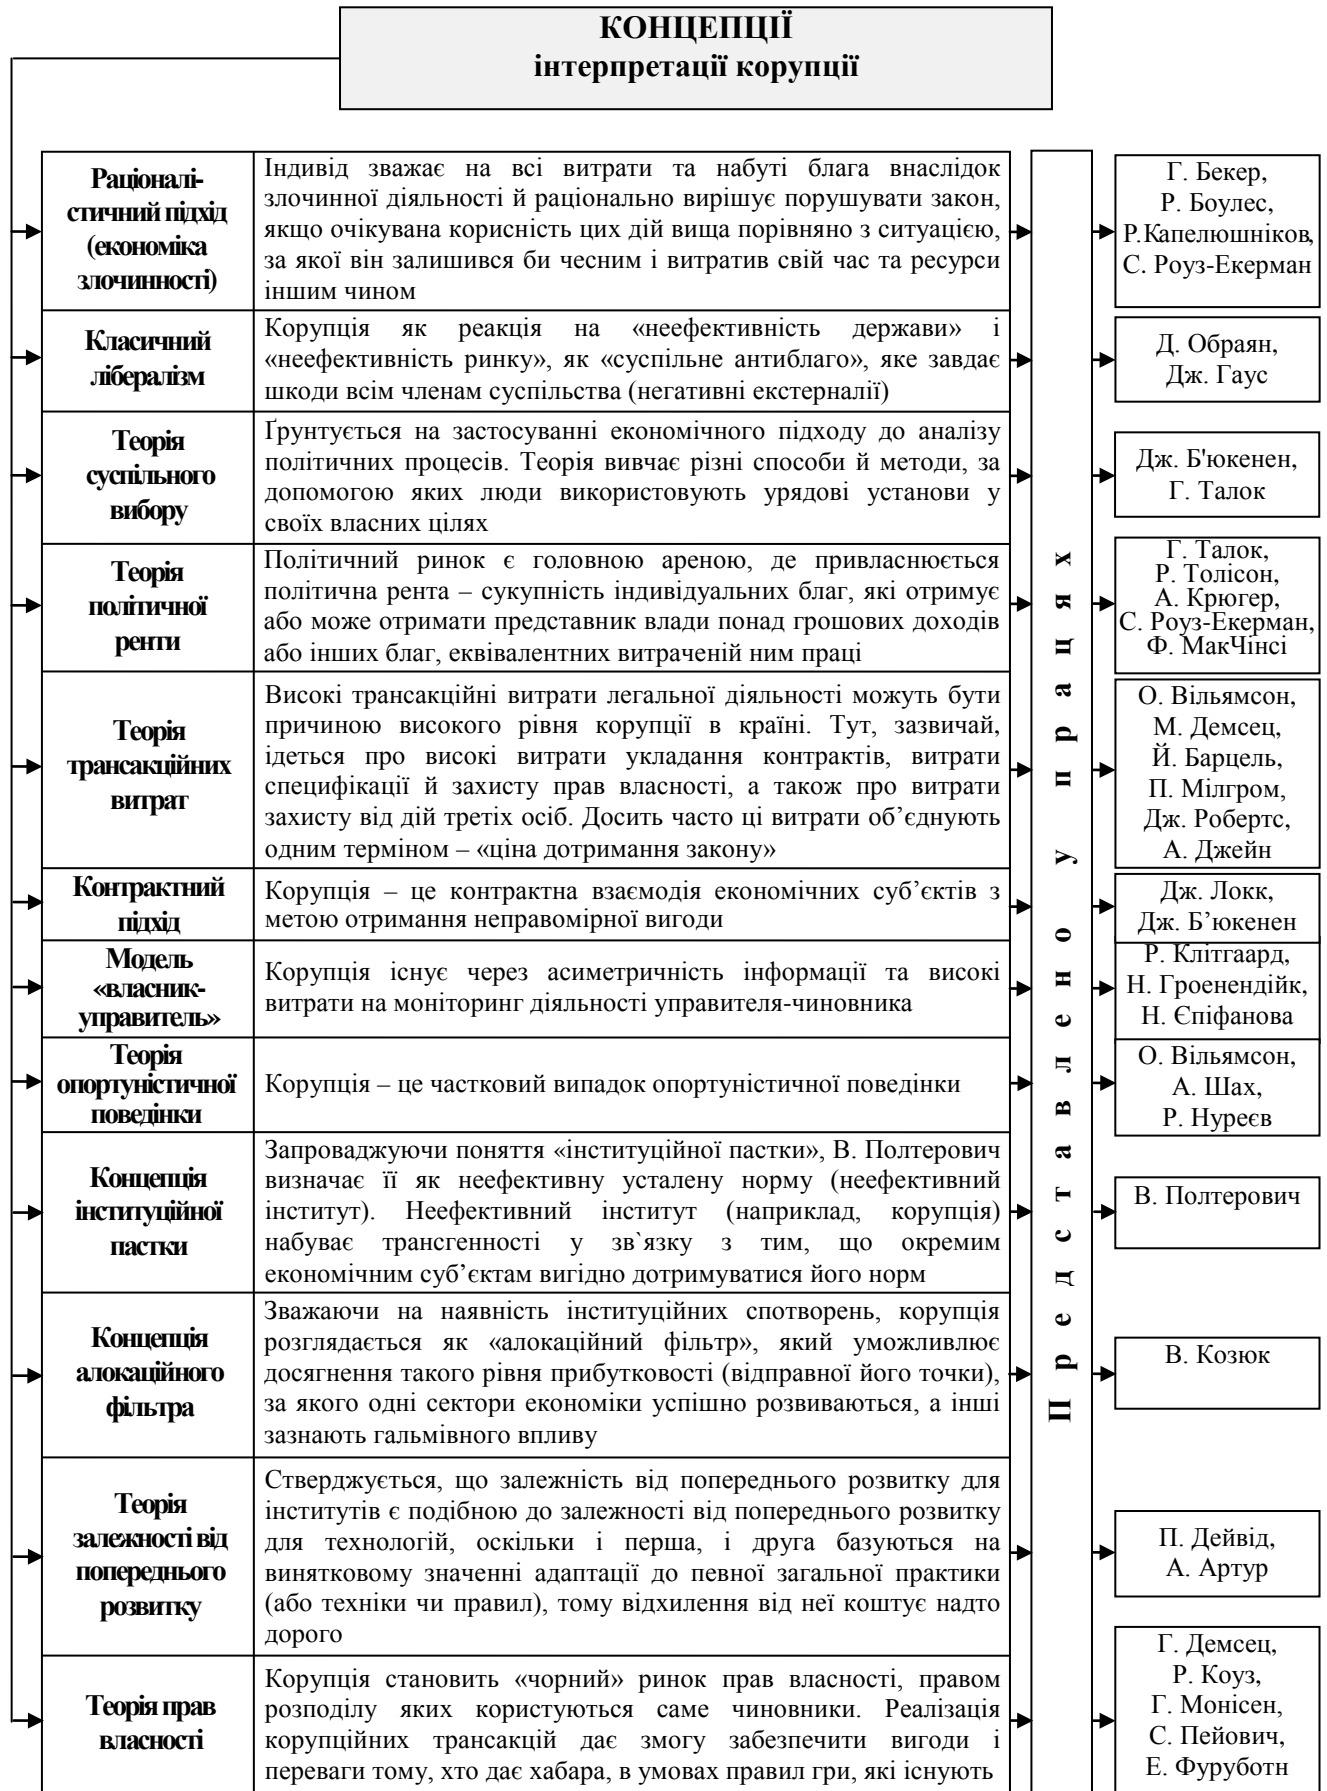 КОНЦЕПЦІЇ
інтерпретації корупції
Раціоналі-
стичний підхід
(економіка
злочинності)
Індивід зважає на всі витрати та набуті блага внаслідок
злочинної діяльності й раціонально вирішує порушувати закон,
якщо очікувана корисність цих дій вища порівняно з ситуацією,
за якої він залишився би чесним і витратив свій час та ресурси
іншим чином
Г. Бекер,
Р. Боулес,
Р.Капелюшніков,
С. Роуз-Екерман
Класичний
лібералізм
Корупція як реакція на «неефективність держави» і
«неефективність ринку», як «суспільне антиблаго», яке завдає
шкоди всім членам суспільства (негативні екстерналії)
Д. Обраян,
Дж. Гаус
Теорія
суспільного
вибору
Ґрунтується на застосуванні економічного підходу до аналізу
політичних процесів. Теорія вивчає різні способи й методи, за
допомогою яких люди використовують урядові установи у
своїх власних цілях
Дж. Б'юкенен,
Г. Талок
Теорія
політичної
ренти
Політичний ринок є головною ареною, де привласнюється
політична рента – сукупність індивідуальних благ, які отримує
або може отримати представник влади понад грошових доходів
або інших благ, еквівалентних витраченій ним праці
Г. Талок,
Р. Толісон,
А. Крюгер,
С. Роуз-Екерман,
Ф. МакЧінсі
Теорія
трансакційних
витрат
Високі трансакційні витрати легальної діяльності можуть бути
причиною високого рівня корупції в країні. Тут, зазвичай,
ідеться про високі витрати укладання контрактів, витрати
специфікації й захисту прав власності, а також про витрати
захисту від дій третіх осіб. Досить часто ці витрати об’єднують
одним терміном – «ціна дотримання закону»
О. Вільямсон,
М. Демсец,
Й. Барцель,
П. Мілгром,
Дж. Робертс,
А. Джейн
Контрактний
підхід
Корупція – це контрактна взаємодія економічних суб’єктів з
метою отримання неправомірної вигоди
Дж. Локк,
Дж. Б’юкенен
Модель
«власник-
управитель»
Корупція існує через асиметричність інформації та високі
витрати на моніторинг діяльності управителя-чиновника
Р. Клітгаард,
Н. Гроенендійк,
Н. Єпіфанова
Теорія
опортуністичної
поведінки
Корупція – це частковий випадок опортуністичної поведінки
О. Вільямсон,
А. Шах,
Р. Нуреєв
Концепція
інституційної
пастки
Запроваджуючи поняття «інституційної пастки», В. Полтерович
визначає її як неефективну усталену норму (неефективний
інститут). Неефективний інститут (наприклад, корупція)
набуває трансгенності у зв`язку з тим, що окремим
економічним суб’єктам вигідно дотримуватися його норм
В. Полтерович
Концепція
алокаційного
фільтра
Зважаючи на наявність інституційних спотворень, корупція
розглядається як «алокаційний фільтр», який уможливлює
досягнення такого рівня прибутковості (відправної його точки),
за якого одні сектори економіки успішно розвиваються, а інші
зазнають гальмівного впливу
В. Козюк
Теорія
залежності від
попереднього
розвитку
Стверджується, що залежність від попереднього розвитку для
інститутів є подібною до залежності від попереднього розвитку
для технологій, оскільки і перша, і друга базуються на
винятковому значенні адаптації до певної загальної практики
(або техніки чи правил), тому відхилення від неї коштує надто
дорого
П. Дейвід,
А. Артур
Теорія прав
власності
Корупція становить «чорний» ринок прав власності, правом
розподілу яких користуються саме чиновники. Реалізація
корупційних трансакцій дає змогу забезпечити вигоди і
переваги тому, хто дає хабара, в умовах правил гри, які існують
Г. Демсец,
Р. Коуз,
Г. Монісен,
С. Пейович,
Е. Фуруботн
Представлено у працях